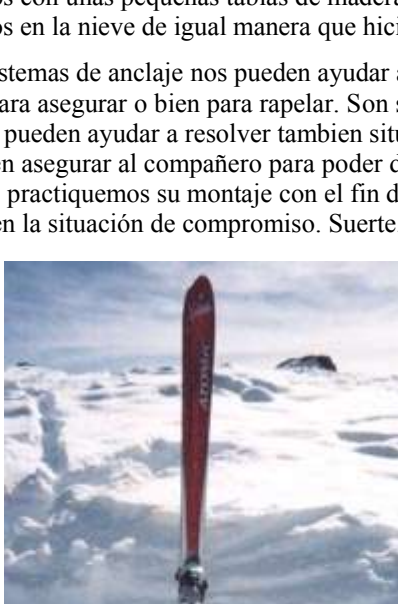 os con unas pequeñas tablas de madera
os en la nieve de igual manera que hici
stemas de anclaje nos pueden ayudar a
ara asegurar o bien para rapelar. Son s
pueden ayudar a resolver tambien situ
en asegurar al compañero para poder d
practiquemos su montaje con el fin d
en la situación de compromiso. Suerte
ATOMIC